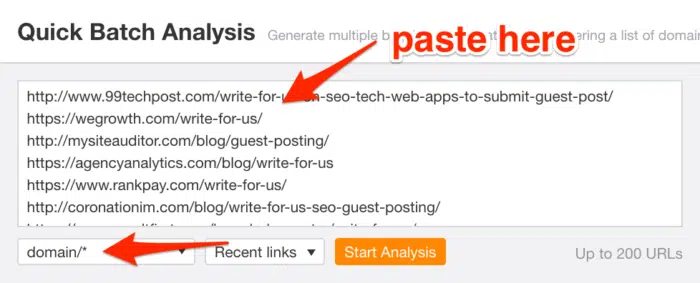 Quick Batch Analysis Generate multiple b ering a list of domain
paste here
http://www.99techpost.com/write-for-u n-seo-tech-web-apps-to-submit-guest-post/
https://wegrowth.com/write-for-us/
http://mysiteauditor.com/blog/guest-posting/
https://agencyanalytics.com/blog/write-for-us
https://www.rankpay.com/write-for-us/
http://coronationim.com/blog/write-for-us-seo-guest-posting/
domain/* Recent links Start Analysis Up to 200 URLs